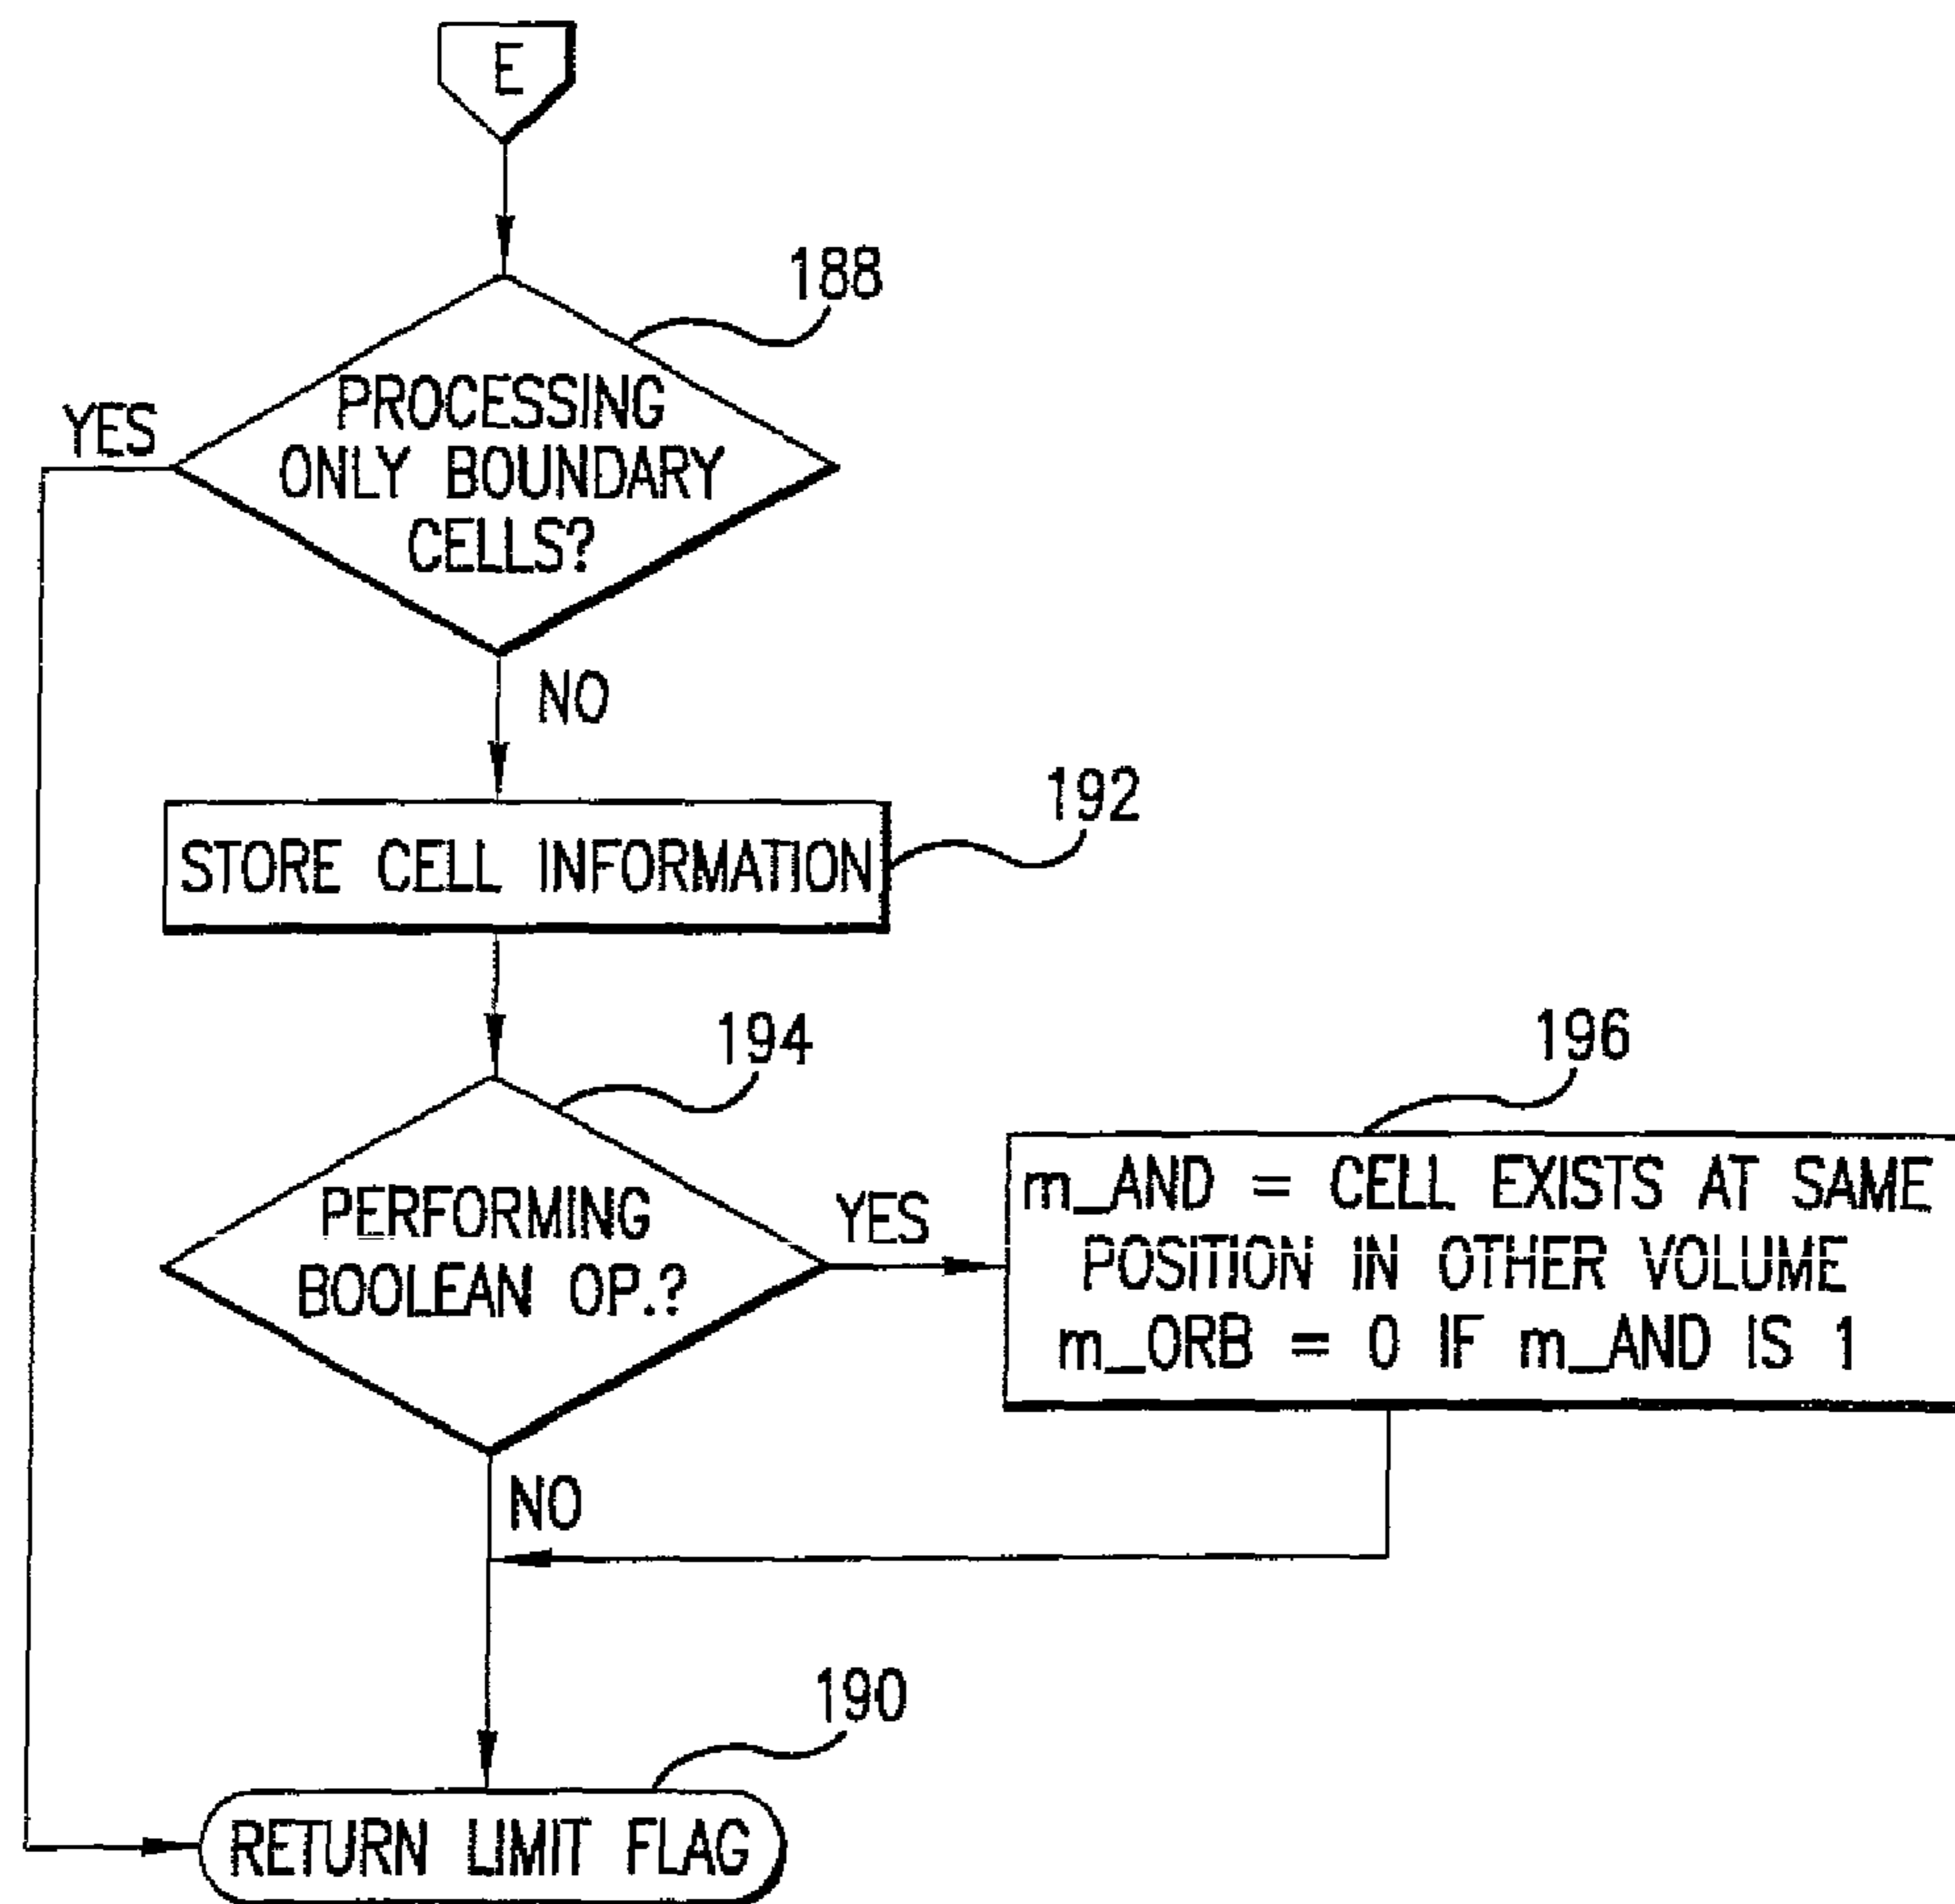 E
188
PROCESSING
ONLY BOUNDARY
CELLS?
YES
NO
192
STORE CELL INFORMATION
194
PERFORMING
BOOLEAN OP.?
YES
196
m_AND = CELL EXISTS AT SAME
POSITION IN OTHER VOLUME
m_ORB = 0 IF m_AND IS 1
NO
190
RETURN LIMIT FLAG